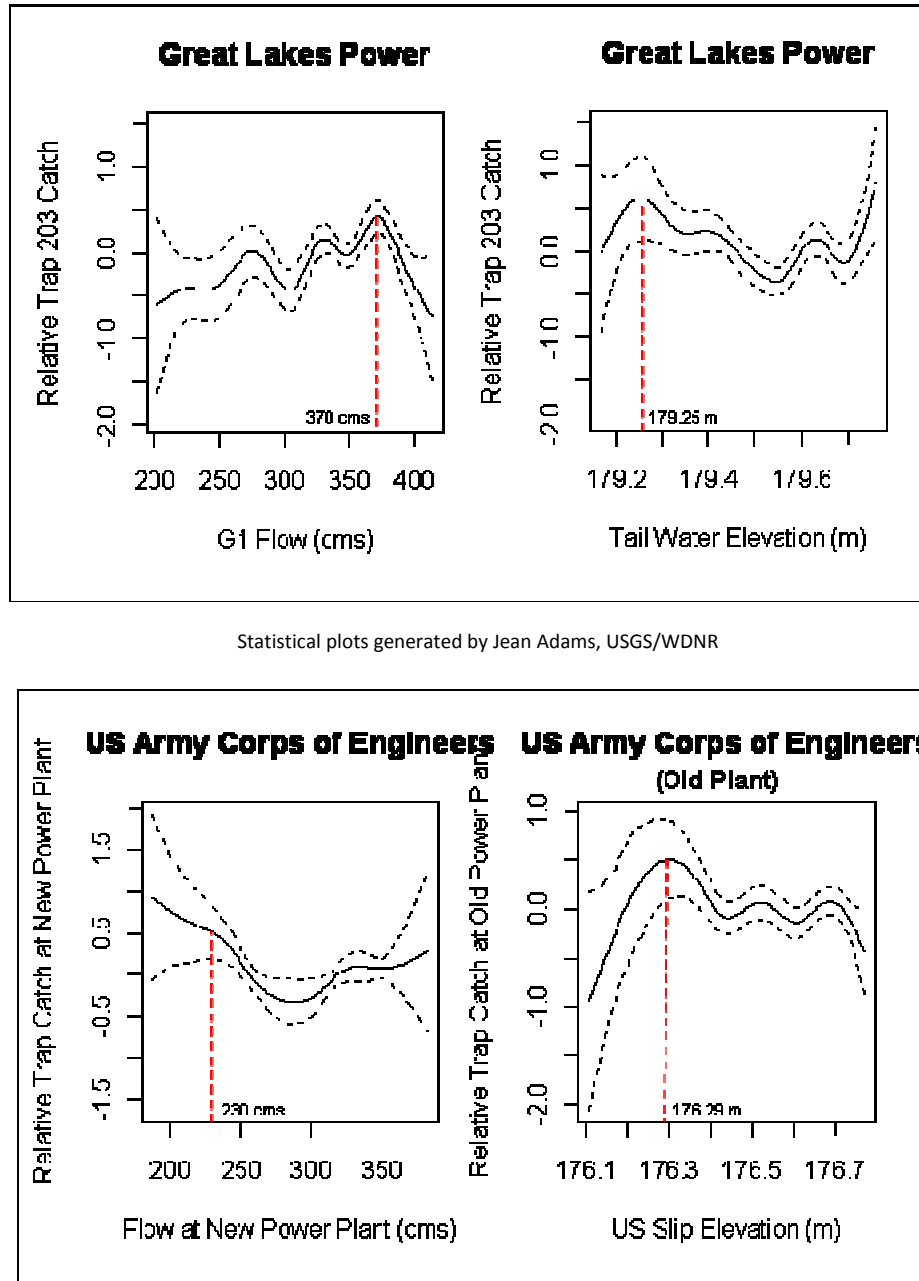 Great Lakes Power
Great Lakes Power
Relative Trap 203 Catch
1.0
0.0
-1.0
-2.0
370 cms
200 250 300 350 400
G1 Flow (cms)
Relative Trap 203 Catch
1.0
0.0
-1.0
-2.0
179.25 m
179.2 179.4 179.6
Tail Water Elevation (m)
Statistical plots generated by Jean Adams, USGS/WDNR
US Army Corps of Engineers
US Army Corps of Engineers
(Old Plant)
Relative Trap Catch at New Power Plant
1.5
0.5
-0.5
-1.5
230 cms
200 250 300 350
Flow at New Power Plant (cms)
Relative Trap Catch at Old Power Plant
1.0
0.0
-1.0
-2.0
176.29 m
176.1 176.3 176.5 176.7
US Slip Elevation (m)